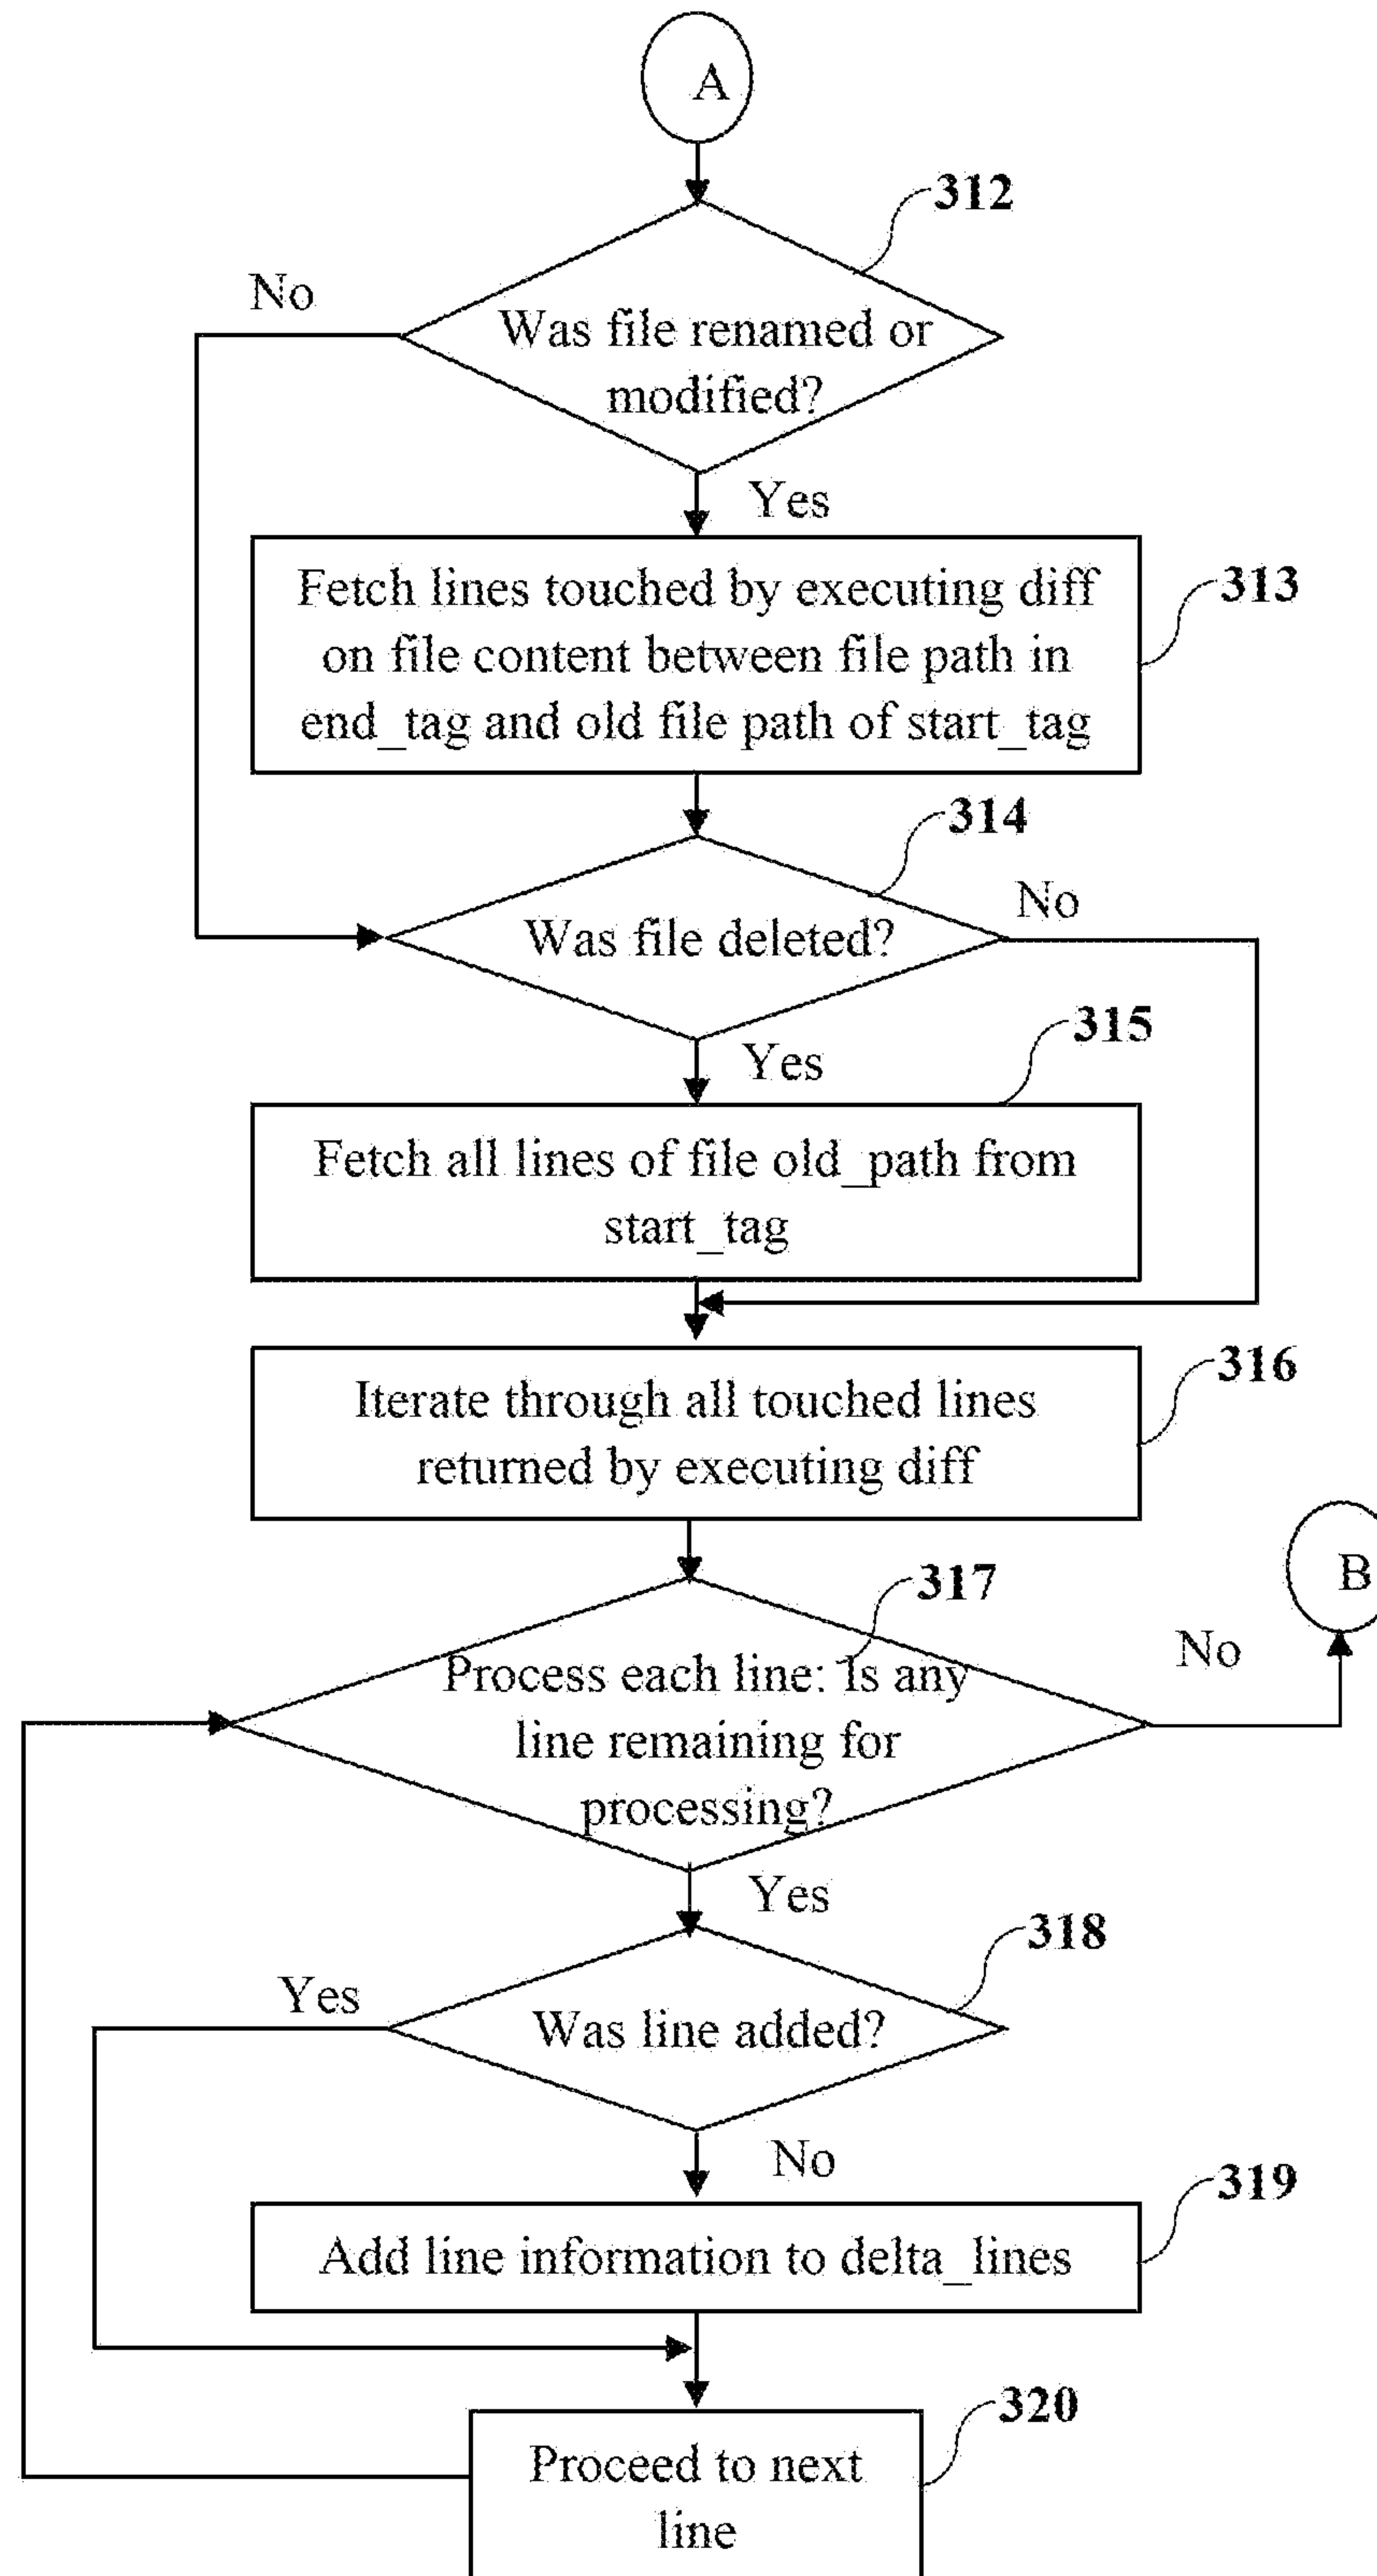 A
312
No
Was file renamed or
modified?
Yes
Fetch lines touched by executing diff
on file content between file path in
end_tag and old file path of start_tag
313
314
No
Was file deleted?
315
Yes
Fetch all lines of file old_path from
start_tag
316
Iterate through all touched lines
returned by executing diff
B
317
No
Process each line: Is any
line remaining for
processing?
Yes
318
Yes
Was line added?
No
319
Add line information to delta_lines
320
Proceed to next
line